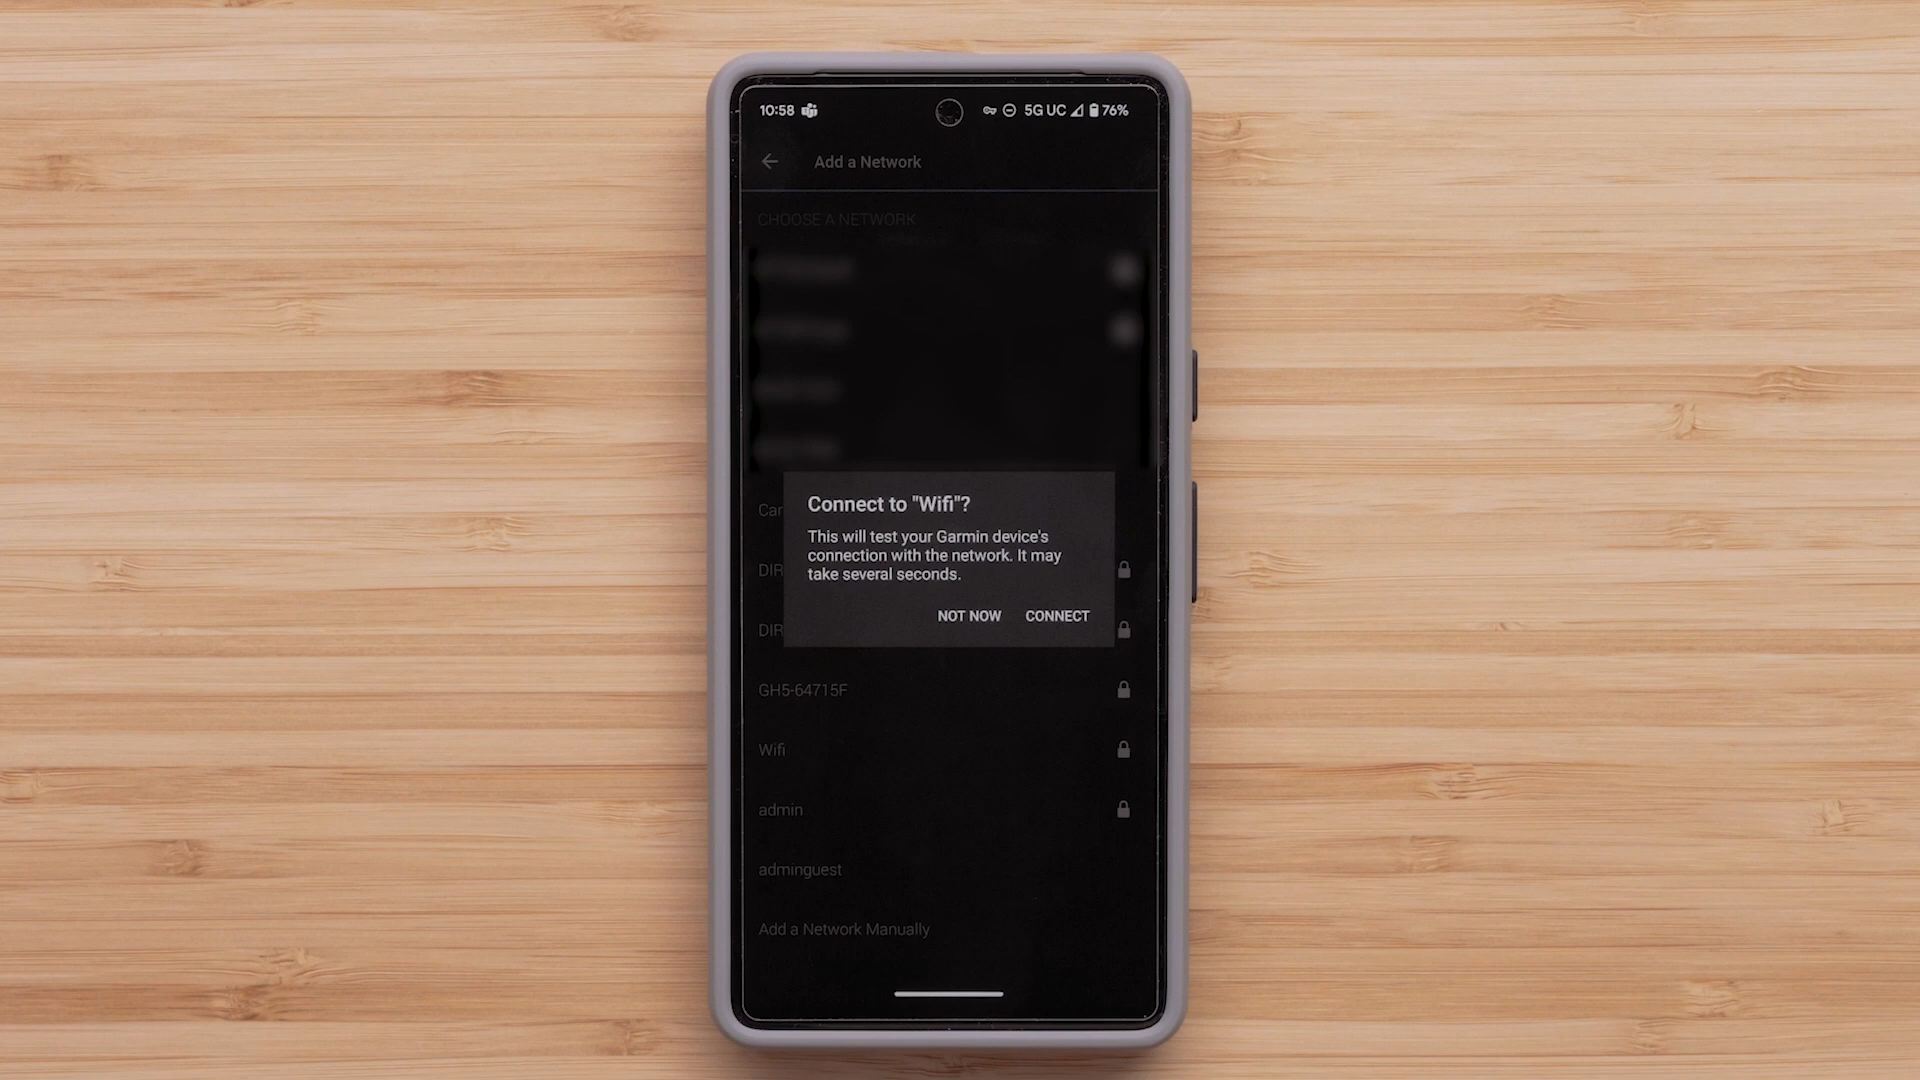 10:58 5G UC 76%
Add a Network
CHOOSE A NETWORK
Connect to "Wifi"?
This will test your Garmin device's
connection with the network. It may
take several seconds.
NOT NOW CONNECT
Car
DIR
DIR
GH5-64715F
Wifi
admin
adminguest
Add a Network Manually